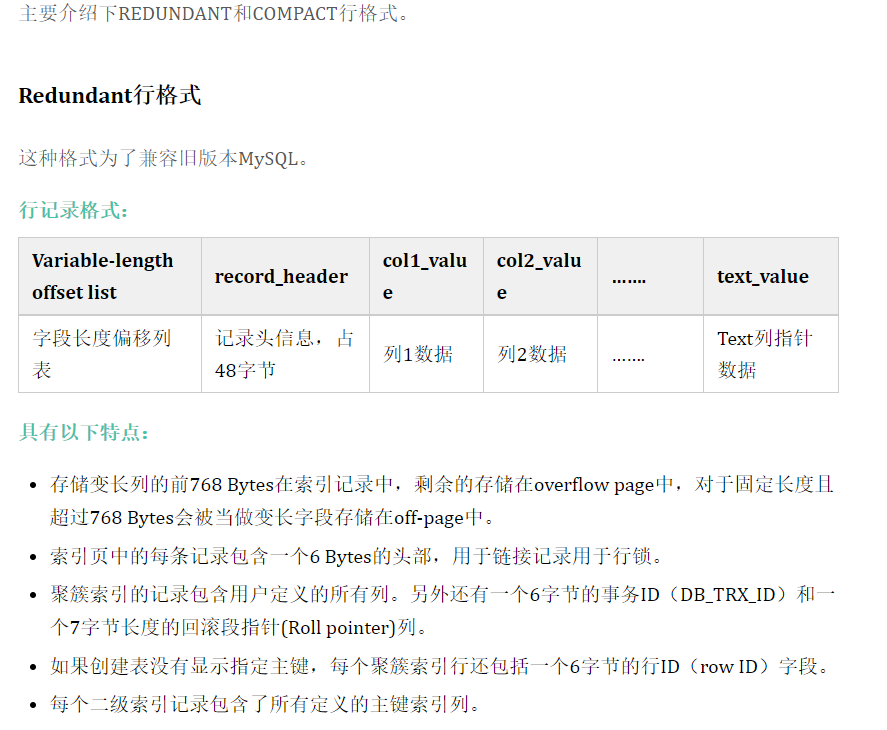 主要介绍下REDUNDANT和COMPACT行格式。
Redundant行格式
这种格式为了兼容旧版本MySQL。
行记录格式：
Variable-length offset list
record_header
col1_value
col2_value
…….
text_value
字段长度偏移列表
记录头信息，占48字节
列1数据
列2数据
…….
Text列指针数据
具有以下特点：
• 存储变长列的前768 Bytes在索引记录中，剩余的存储在overflow page中，对于固定长度且
超过768 Bytes会被当做变长字段存储在off-page中。
• 索引页中的每条记录包含一个6 Bytes的头部，用于链接记录用于行锁。
• 聚簇索引的记录包含用户定义的所有列。另外还有一个6字节的事务ID（DB_TRX_ID）和一
个7字节长度的回滚段指针(Roll pointer)列。
• 如果创建表没有显示指定主键，每个聚簇索引行还包括一个6字节的行ID（row ID）字段。
• 每个二级索引记录包含了所有定义的主键索引列。